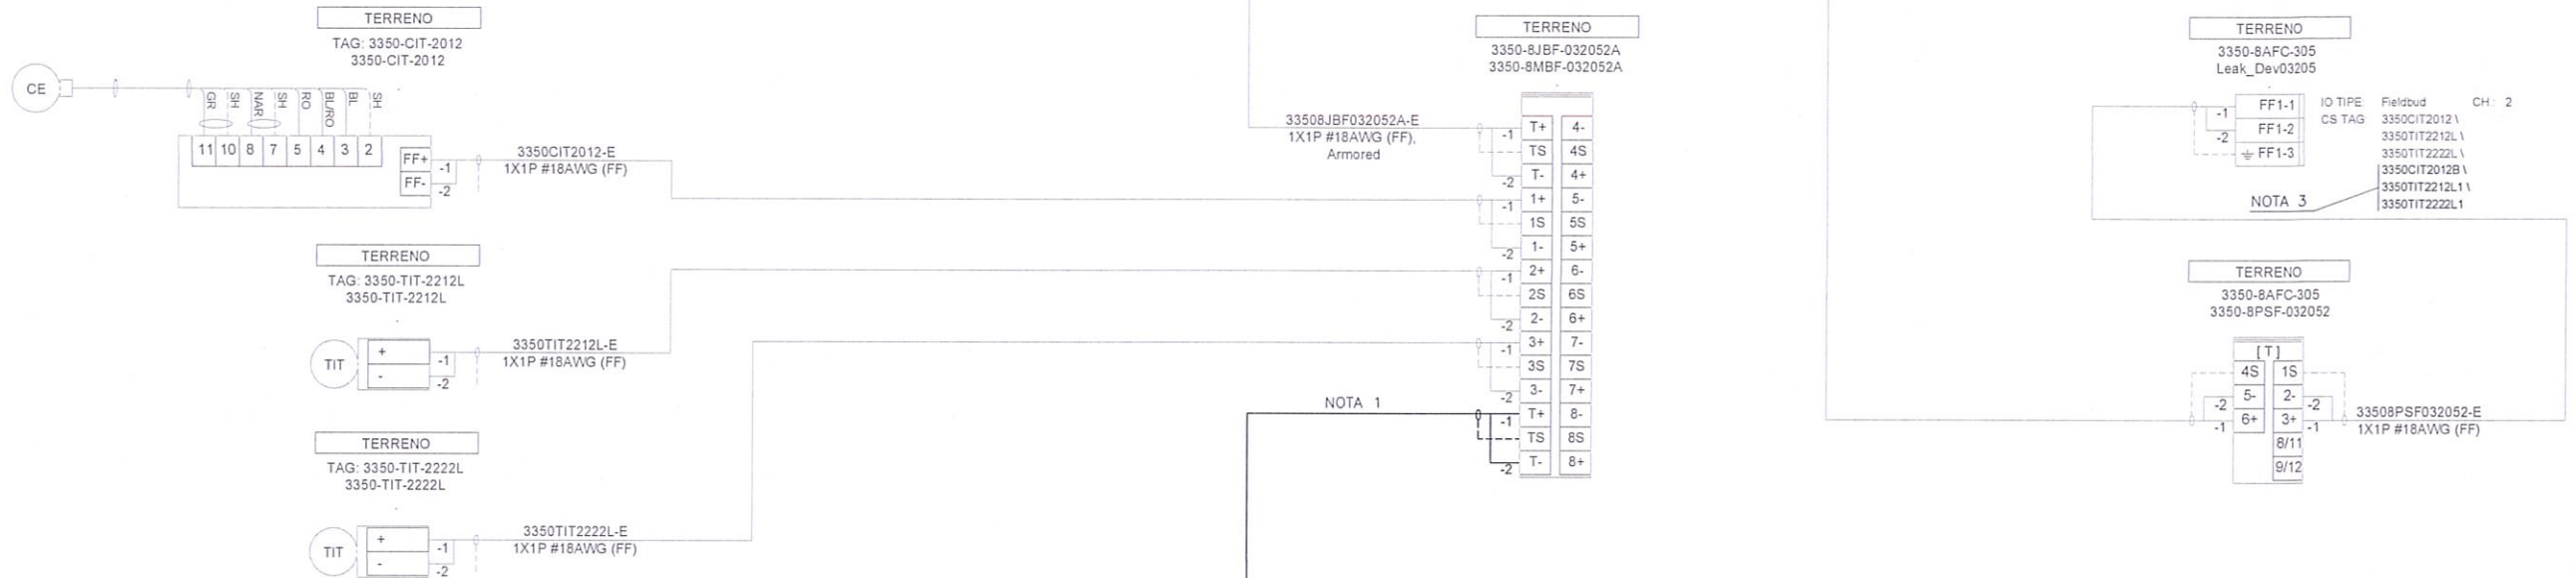 TERRENO
TAG: 3350-CIT-2012
3350-CIT-2012
CE
GR
SH
NAR
SH
RO
BL/RO
BL
SH
11 10 8 7 5 4 3 2
FF+
FF-
-1
-2
3350CIT2012-E
1X1P #18AWG (FF)
TERRENO
TAG: 3350-TIT-2212L
3350-TIT-2212L
TIT
+
-
-1
-2
3350TIT2212L-E
1X1P #18AWG (FF)
TERRENO
TAG: 3350-TIT-2222L
3350-TIT-2222L
TIT
+
-
-1
-2
3350TIT2222L-E
1X1P #18AWG (FF)
TERRENO
3350-8JBF-032052A
3350-8MBF-032052A
33508JBF032052A-E
1X1P #18AWG (FF),
Armored
-1 T+ 4-
TS 4S
-2 T- 4+
-1 1+ 5-
1S 5S
-2 1- 5+
-1 2+ 6-
2S 6S
-2 2- 6+
-1 3+ 7-
3S 7S
-2 3- 7+
NOTA 1
-1 T+ 8-
TS 8S
-2 T- 8+
TERRENO
3350-8AFC-305
Leak_Dev03205
-1 FF1-1
-2 FF1-2
FF1-3
IO TIPE: Fieldbud CH.: 2
CS TAG 3350CIT2012 \
3350TIT2212L \
3350TIT2222L \
3350CIT2012B \
3350TIT2212L1 \
3350TIT2222L1
NOTA 3
TERRENO
3350-8AFC-305
3350-8PSF-032052
[T]
4S 1S
-2 5- 2- -2
-1 6+ 3+ -1
8/11
9/12
33508PSF032052-E
1X1P #18AWG (FF)